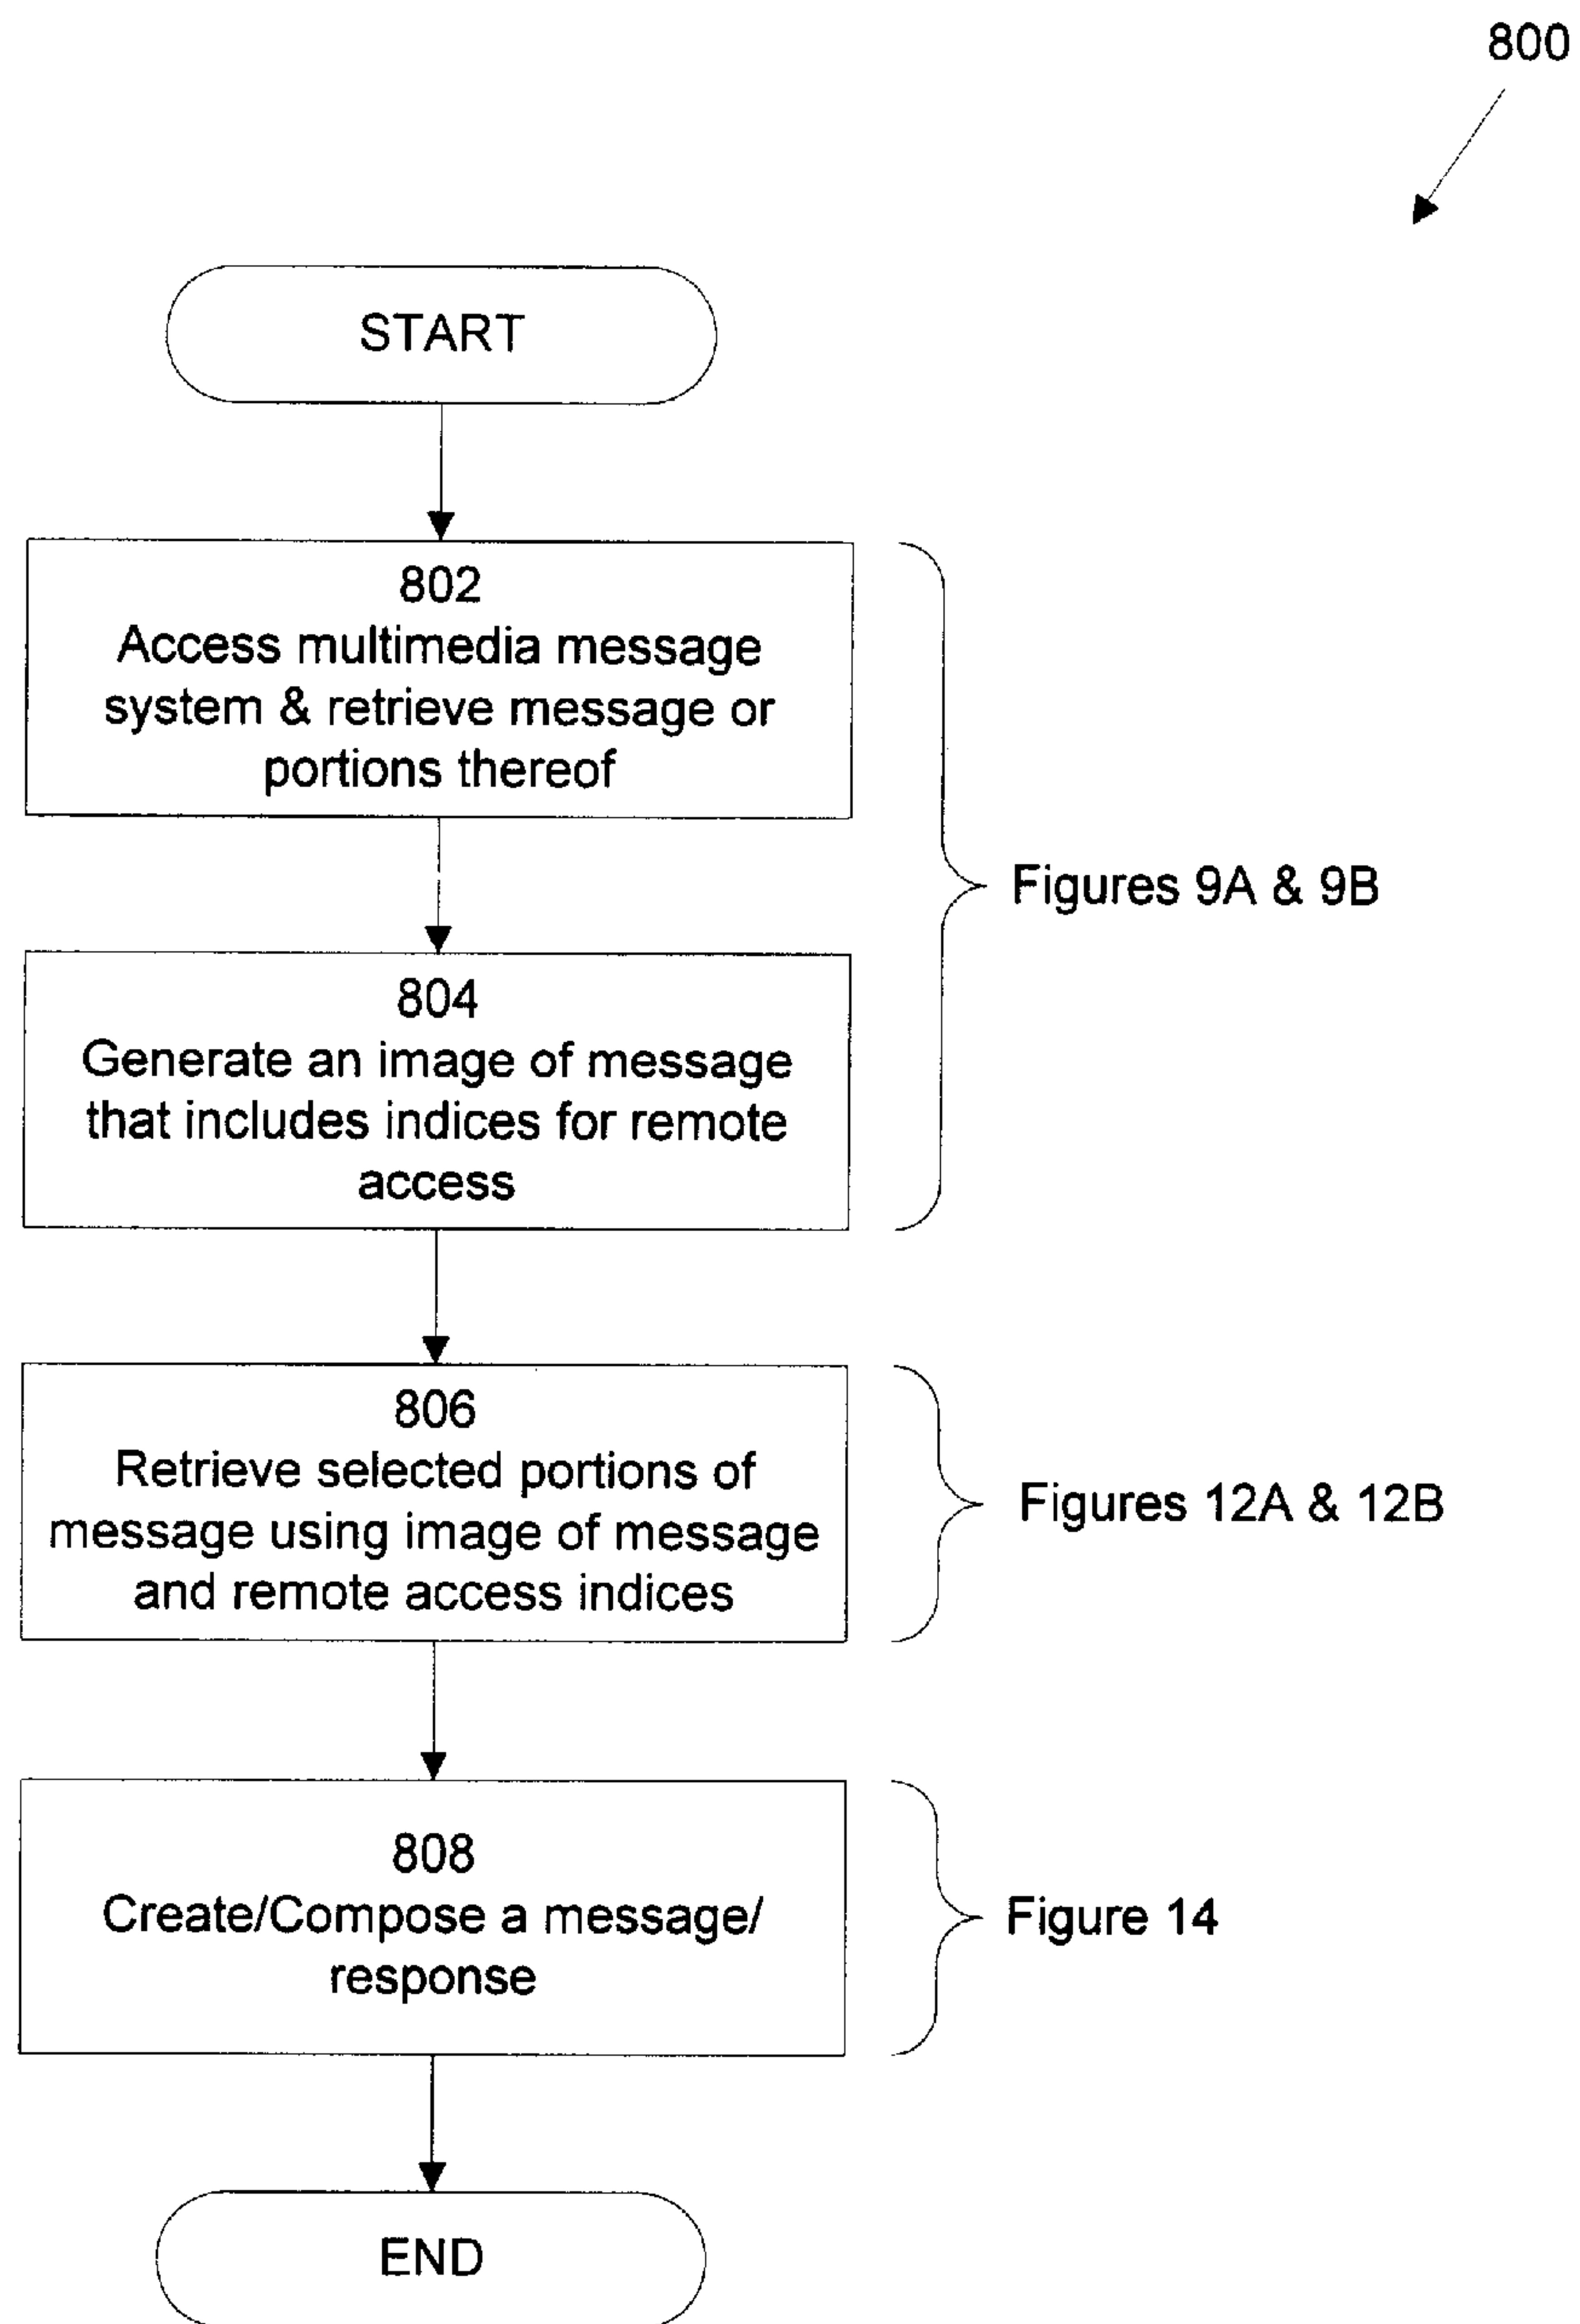 800
START
802
Access multimedia message
system & retrieve message or
portions thereof
Figures 9A & 9B
804
Generate an image of message
that includes indices for remote
access
806
Retrieve selected portions of
message using image of message
and remote access indices
Figures 12A & 12B
808
Create/Compose a message/
response
Figure 14
END